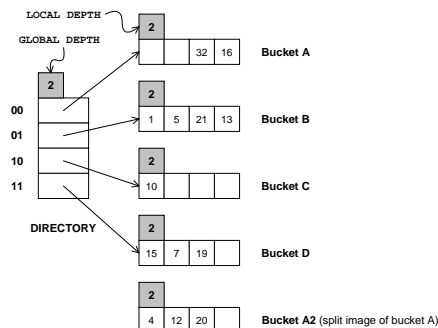 LOCAL DEPTH
GLOBAL DEPTH
2
32 16
Bucket A
2
00
01
10
11
DIRECTORY
2
1 5 21 13
Bucket B
2
10
Bucket C
2
15 7 19
Bucket D
2
4 12 20
Bucket A2 (split image of bucket A)